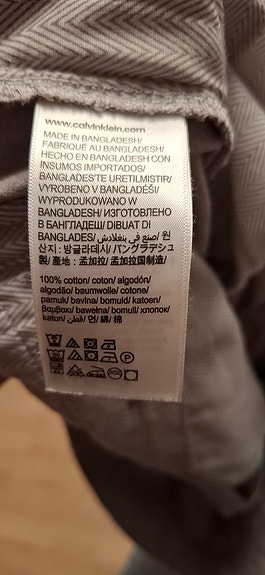 www.calvinklein.com
MADE IN BANGLADESH/
FABRIQUÉ AU BANGLADESH/
HECHO EN BANGLADESH CON
INSUMOS IMPORTADOS/
BANGLADES'TE URETILMISTIR/
VYROBENO V BANGLADÉŠI/
WYPRODUKOWANO W
BANGLADESH/ ИЗГОТОВЛЕНО
В БАНГЛАДЕШ/ DIBUAT DI
BANGLADES/ صنع في بنغلاديش/ 원
산지 : 방글라데시/ バングラデシュ
製/ 產地 : 孟加拉/ 孟加拉国制造/
100% cotton/ coton/ algodón/
algodão/ baumwolle/ cotone/
pamuk/ bavlna/ bomuld/ katoen/
βαμβακι/ bawełna/ bomull/ хлопок/
katun/ قطن/ 면/ 綿/ 棉/
P